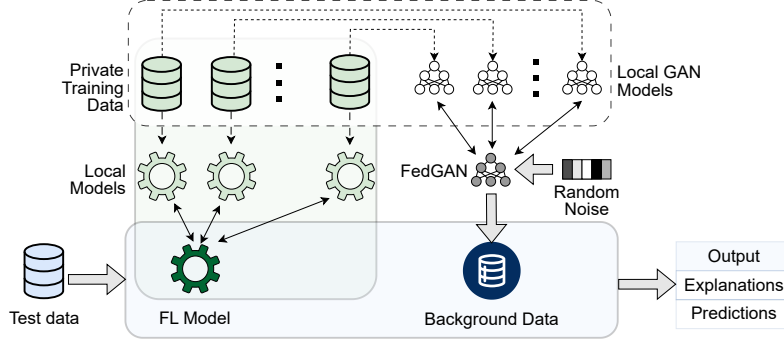 Private
Training
Data
Local GAN
Models
Local
Models
FedGAN
Random
Noise
Test data
FL Model
Background Data
Output
Explanations
Predictions